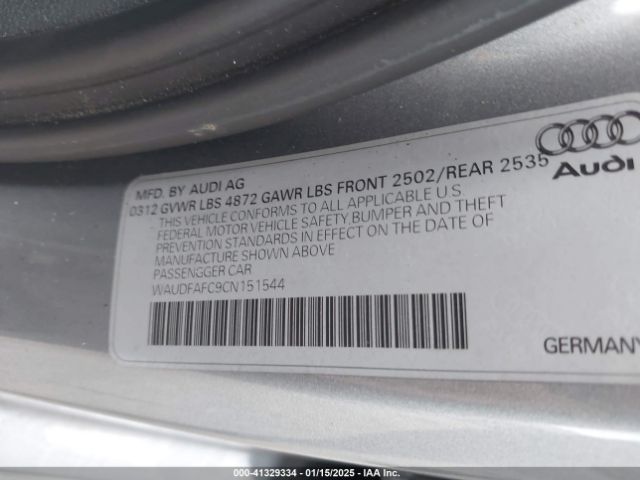 MFD. BY AUDI AG
0312 GVWR LBS 4872 GAWR LBS FRONT 2502/REAR 2535
THIS VEHICLE CONFORMS TO ALL APPLICABLE U.S.
FEDERAL MOTOR VEHICLE SAFETY, BUMPER AND THEFT
PREVENTION STANDARDS IN EFFECT ON THE DATE OF
MANUFACTURE SHOWN ABOVE
PASSENGGER CAR
WAUDFAFC9CN151544
Audi
GERMANY
000-41329334 - 01/15/2025 - IAAI.COM